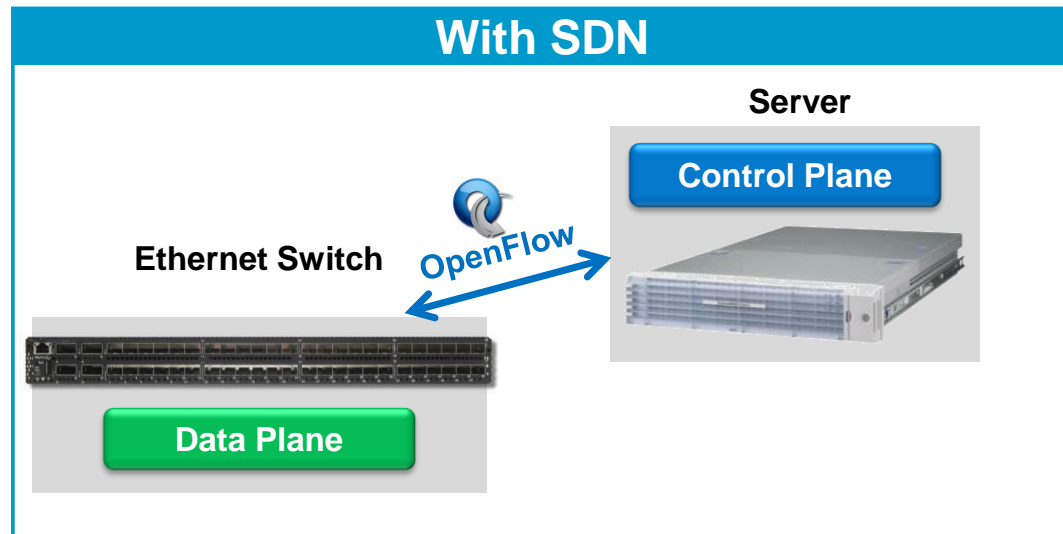 With SDN
Server
Control Plane
OpenFlow
Ethernet Switch
Data Plane